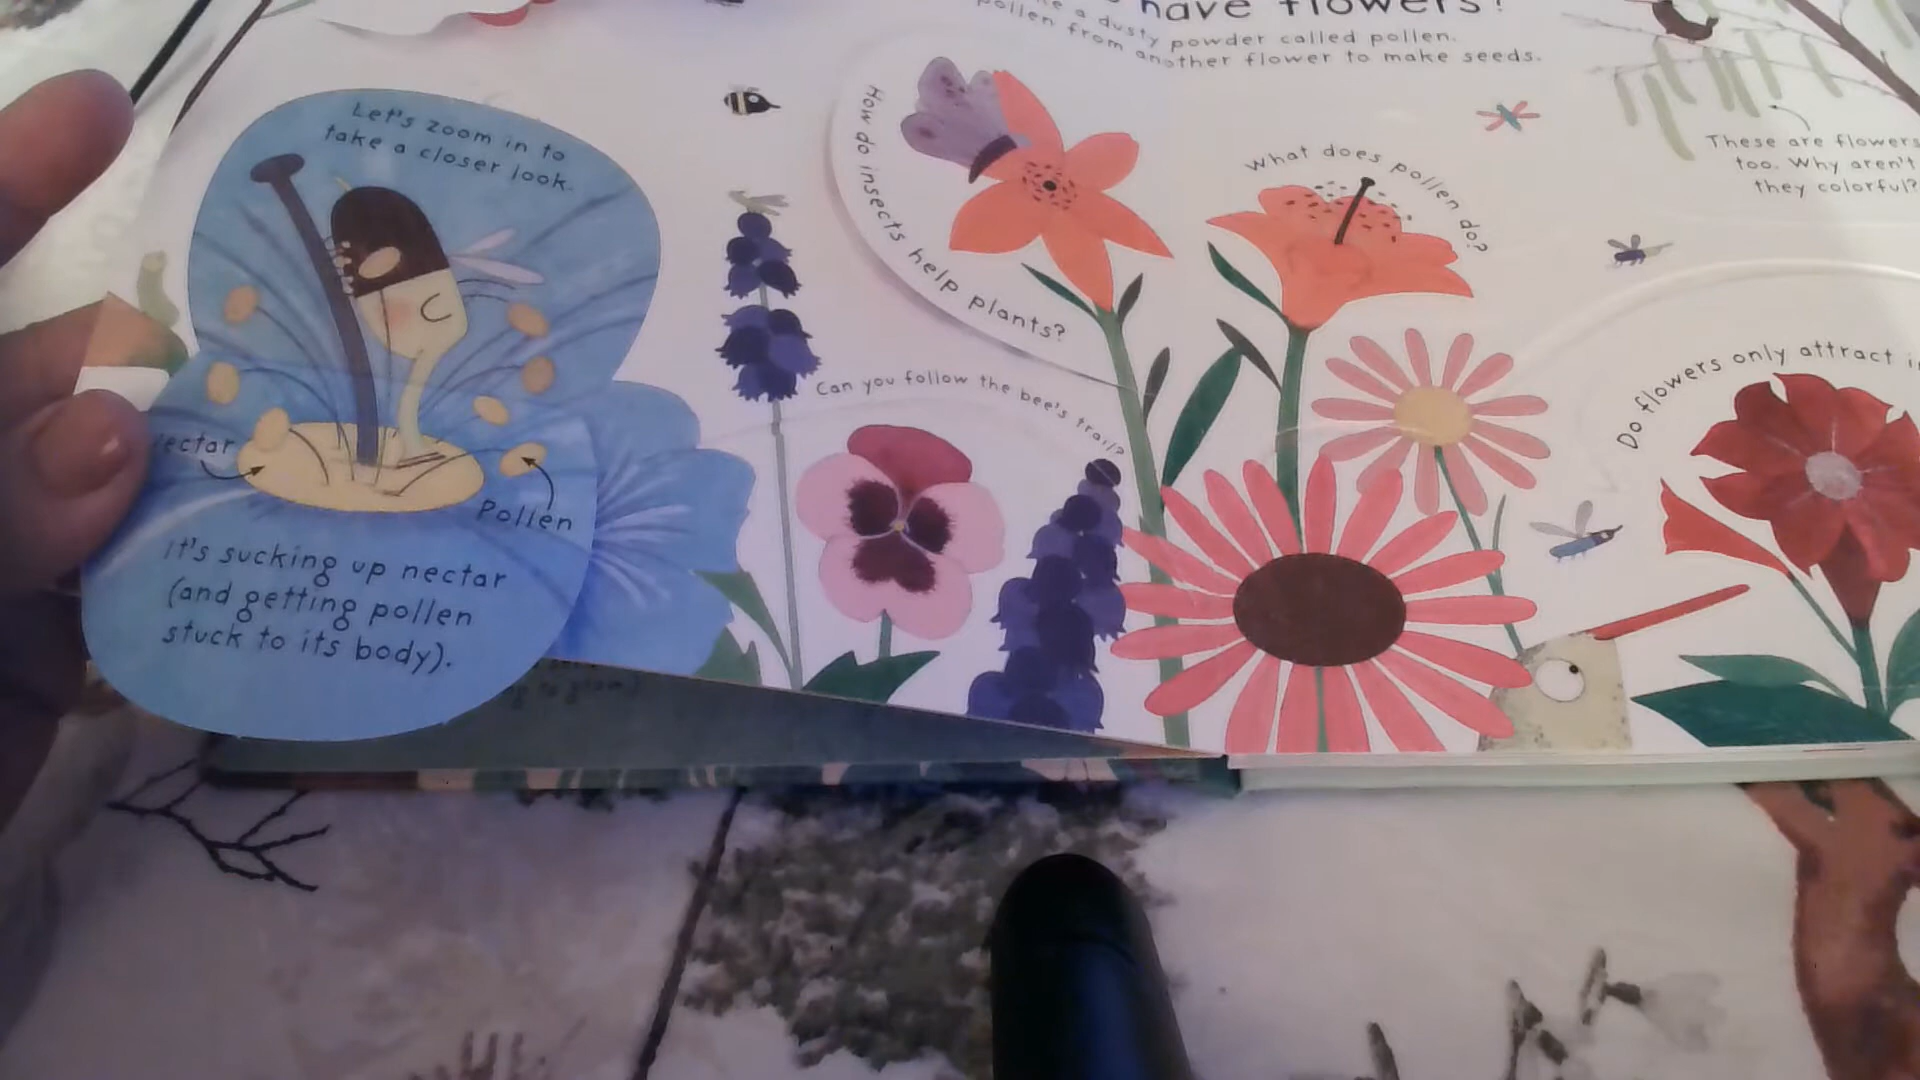 have flowers?
a dusty powder called pollen.
pollen from another flower to make seeds.
Let's zoom in to
take a closer look.
Pollen
It's sucking up nectar
(and getting pollen
stuck to its body).
How do insects help plants?
What does pollen do?
These are flowers
too. Why aren't
they colorful?
Can you follow the bee's trail?
Do flowers only attract